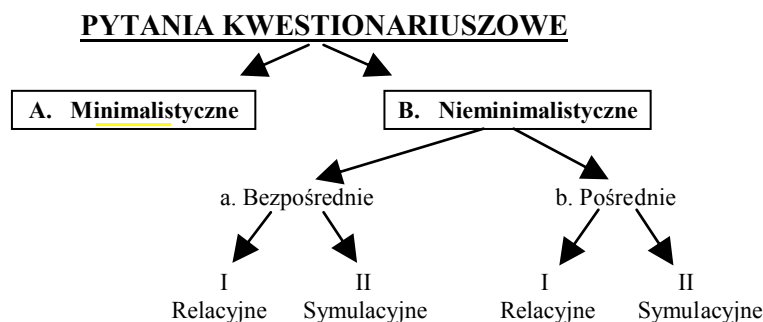 PYTANIA KWESTIONARIUSZOWE
A. Minimalistyczne
B. Nieminimalistyczne
a. Bezpośrednie
b. Pośrednie
I
II
I
II
Relacyjne
Symulacyjne
Relacyjne
Symulacyjne